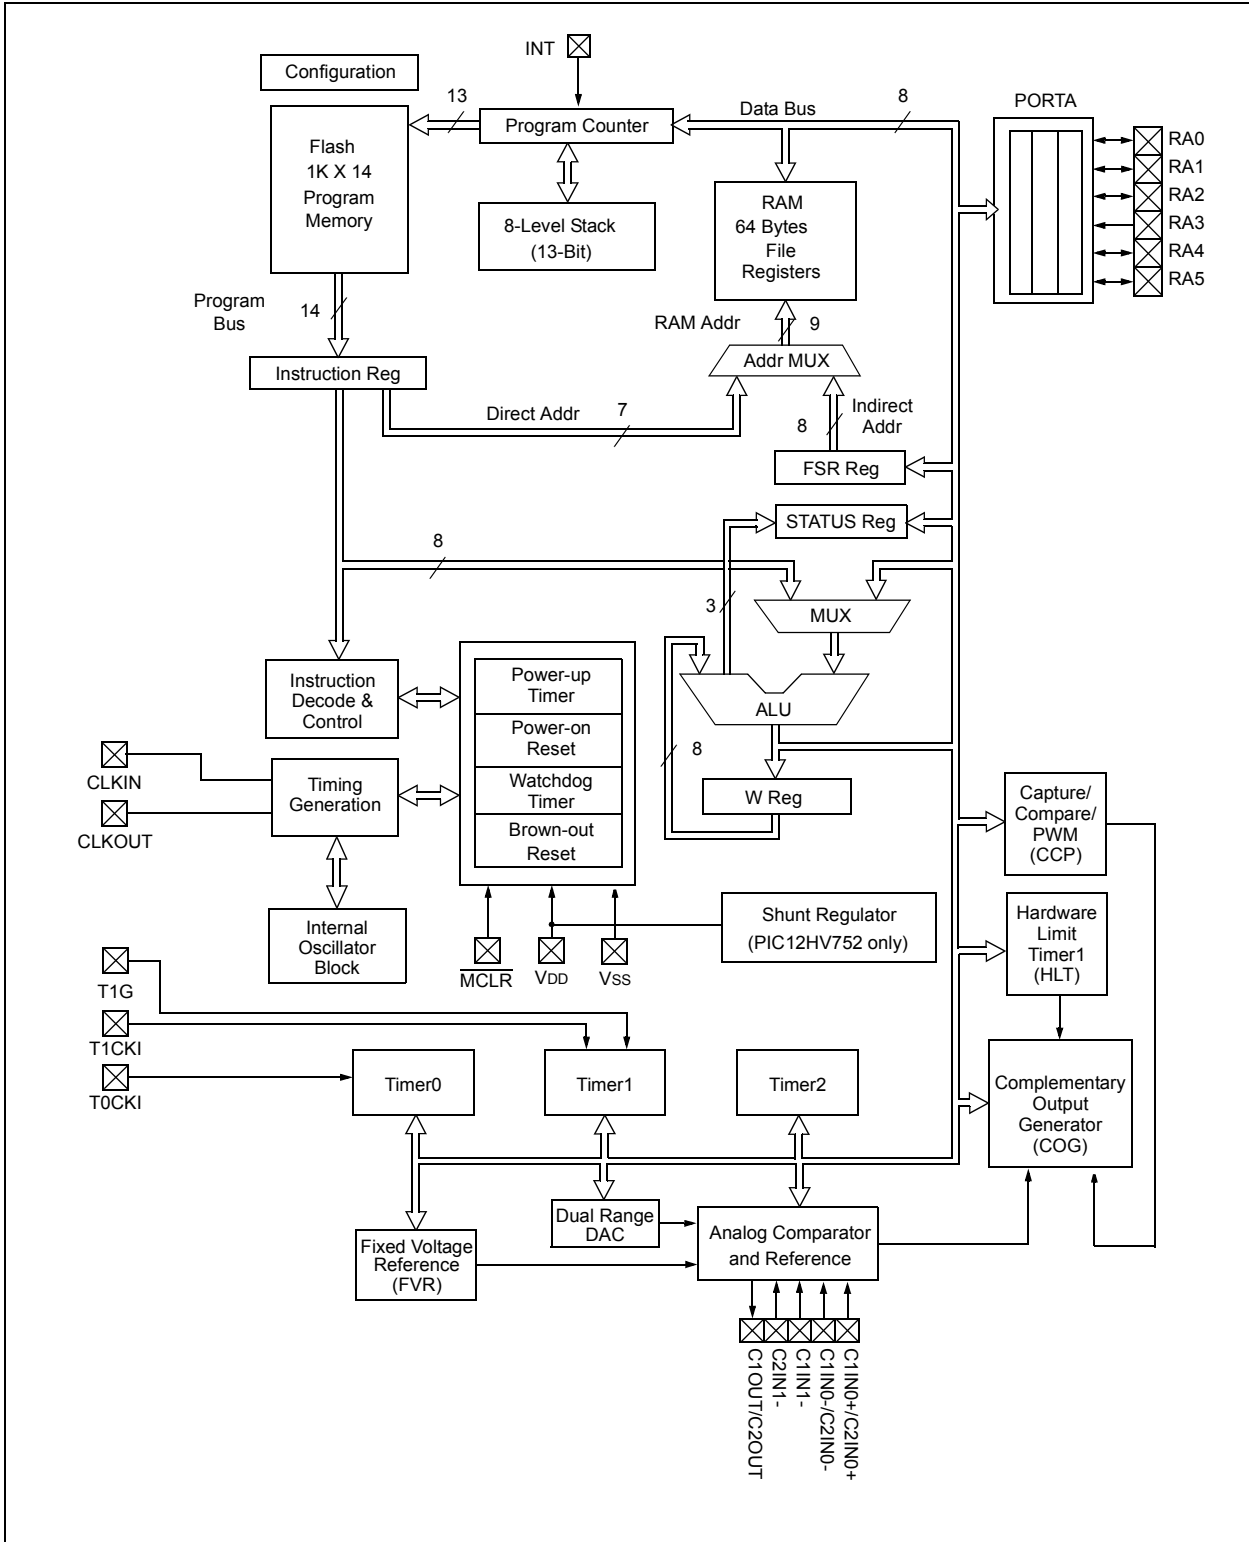 INT
Configuration
13
Program Counter
Data Bus
8
PORTA
Flash
1K X 14
Program
Memory
8-Level Stack
(13-Bit)
RAM
64 Bytes
File
Registers
RA0
RA1
RA2
RA3
RA4
RA5
Program
Bus
14
RAM Addr
9
Addr MUX
Instruction Reg
Direct Addr
7
Indirect
Addr
8
FSR Reg
STATUS Reg
8
3
MUX
Instruction
Decode &
Control
Power-up
Timer
Power-on
Reset
Watchdog
Timer
Brown-out
Reset
ALU
8
W Reg
CLKIN
CLKOUT
Timing
Generation
Internal
Oscillator
Block
Capture/
Compare/
PWM
(CCP)
Shunt Regulator
(PIC12HV752 only)
Hardware
Limit
Timer1
(HLT)
MCLR
VDD
VSS
T1G
T1CKI
T0CKI
Timer0
Timer1
Timer2
Complementary
Output
Generator
(COG)
Dual Range
DAC
Fixed Voltage
Reference
(FVR)
Analog Comparator
and Reference
C1OUT/C2OUT
C2IN1-
C1IN1-
C1IN0-/C2IN0-
C1IN0+/C2IN0+